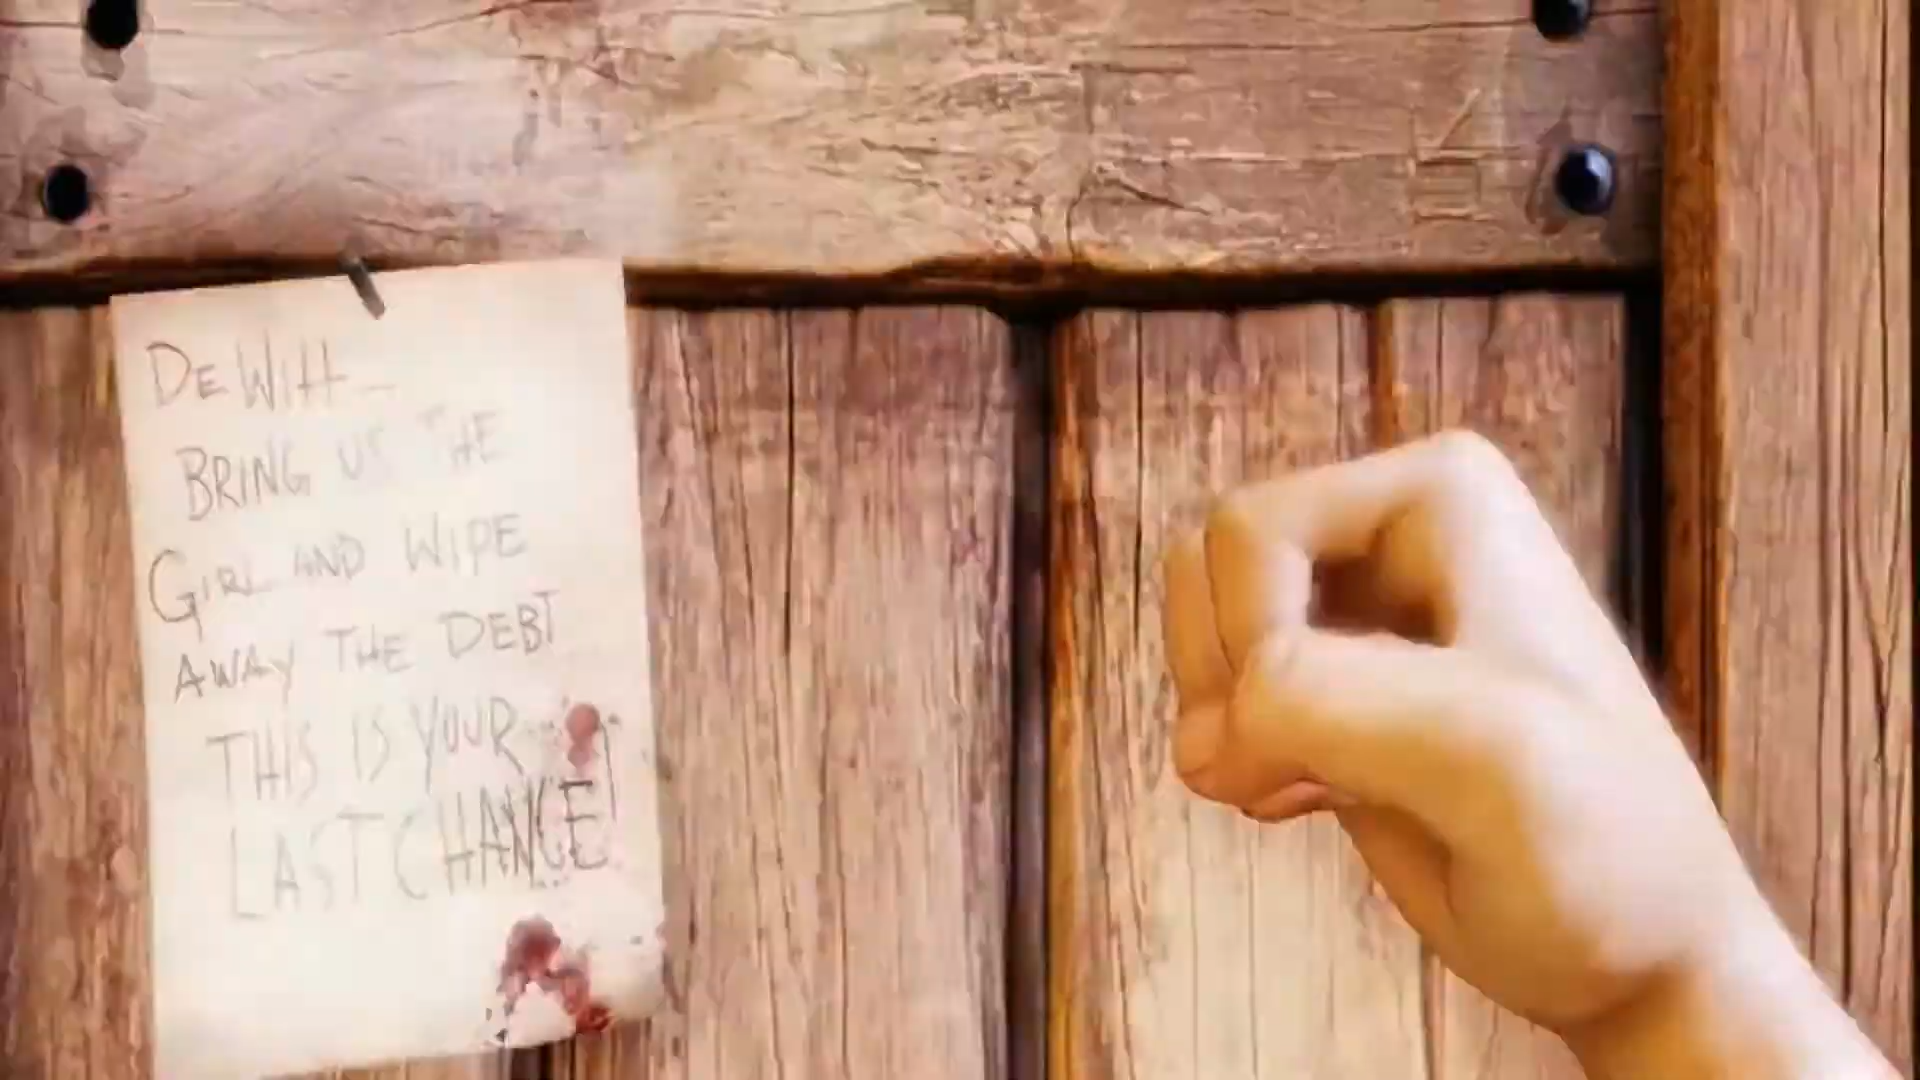 DEWITT —
BRING US THE
GIRL AND WIPE
AWAY THE DEBT
THIS IS YOUR
LAST CHANCE!